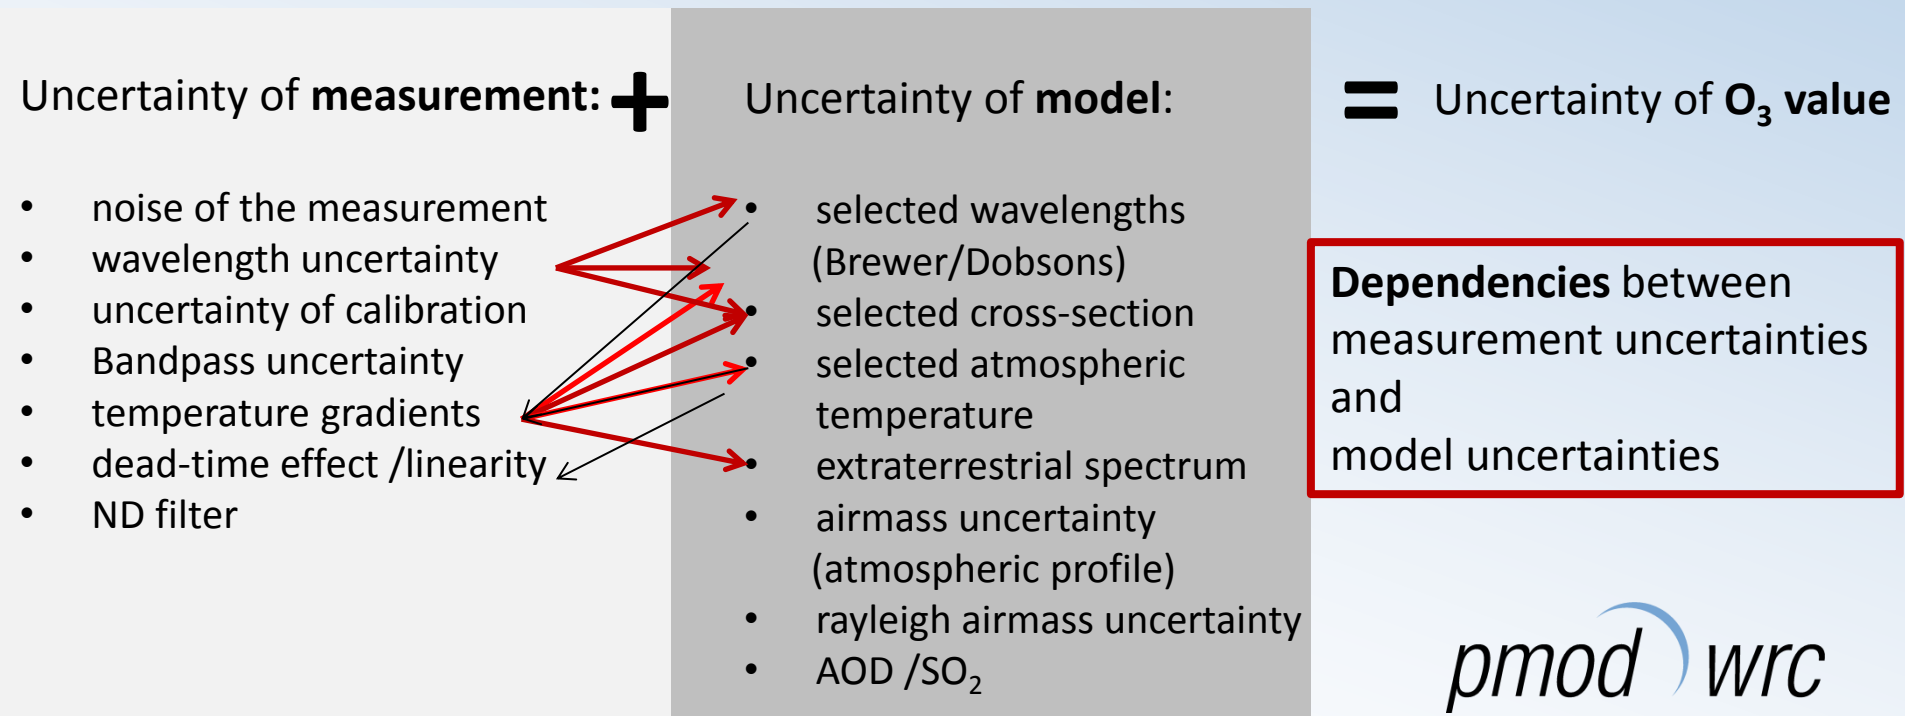 Uncertainty of measurement:
+
• noise of the measurement
• wavelength uncertainty
• uncertainty of calibration
• Bandpass uncertainty
• temperature gradients
• dead-time effect /linearity
• ND filter
Uncertainty of model:
• selected wavelengths
(Brewer/Dobsons)
• selected cross-section
• selected atmospheric
temperature
• extraterrestrial spectrum
• airmass uncertainty
(atmospheric profile)
• rayleigh airmass uncertainty
• AOD /SO₂
= Uncertainty of O₃ value
Dependencies between
measurement uncertainties
and
model uncertainties
pmod wrc